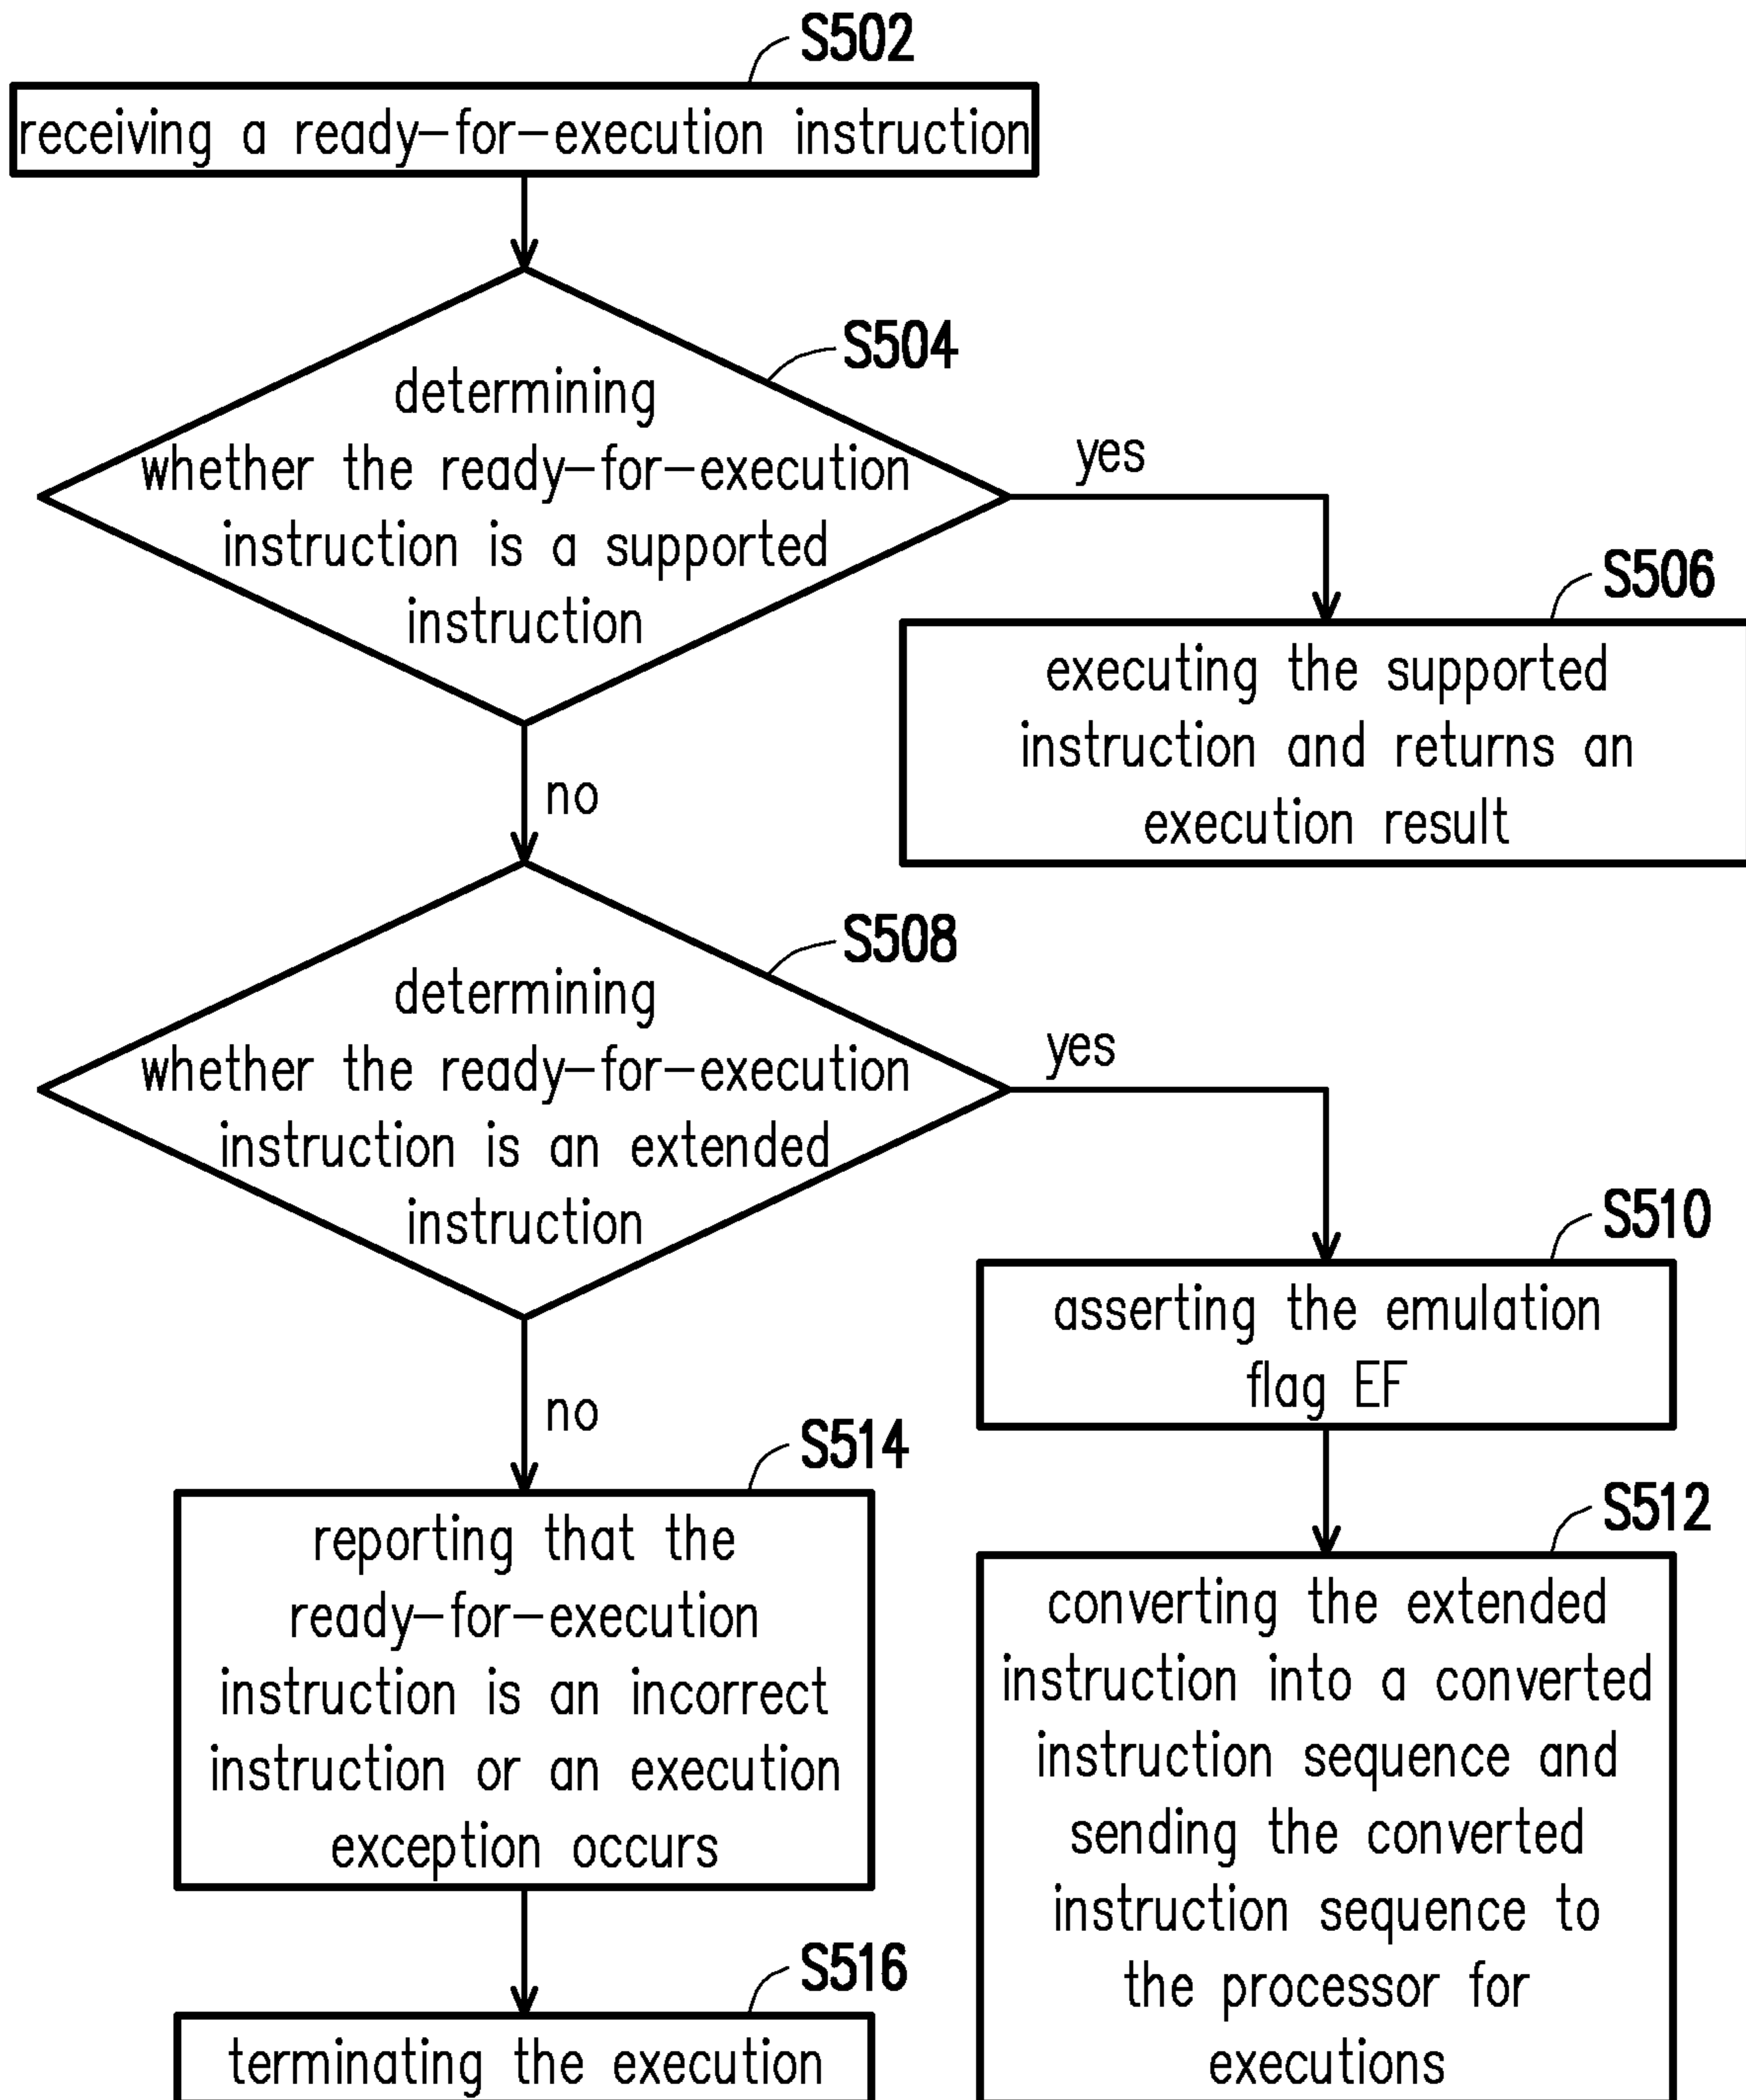 S502
receiving a ready-for-execution instruction
S504
determining
whether the ready-for-execution
instruction is a supported
instruction
yes
no
S506
executing the supported
instruction and returns an
execution result
S508
determining
whether the ready-for-execution
instruction is an extended
instruction
yes
no
S510
asserting the emulation
flag EF
S512
converting the extended
instruction into a converted
instruction sequence and
sending the converted
instruction sequence to
the processor for
executions
S514
reporting that the
ready-for-execution
instruction is an incorrect
instruction or an execution
exception occurs
S516
terminating the execution